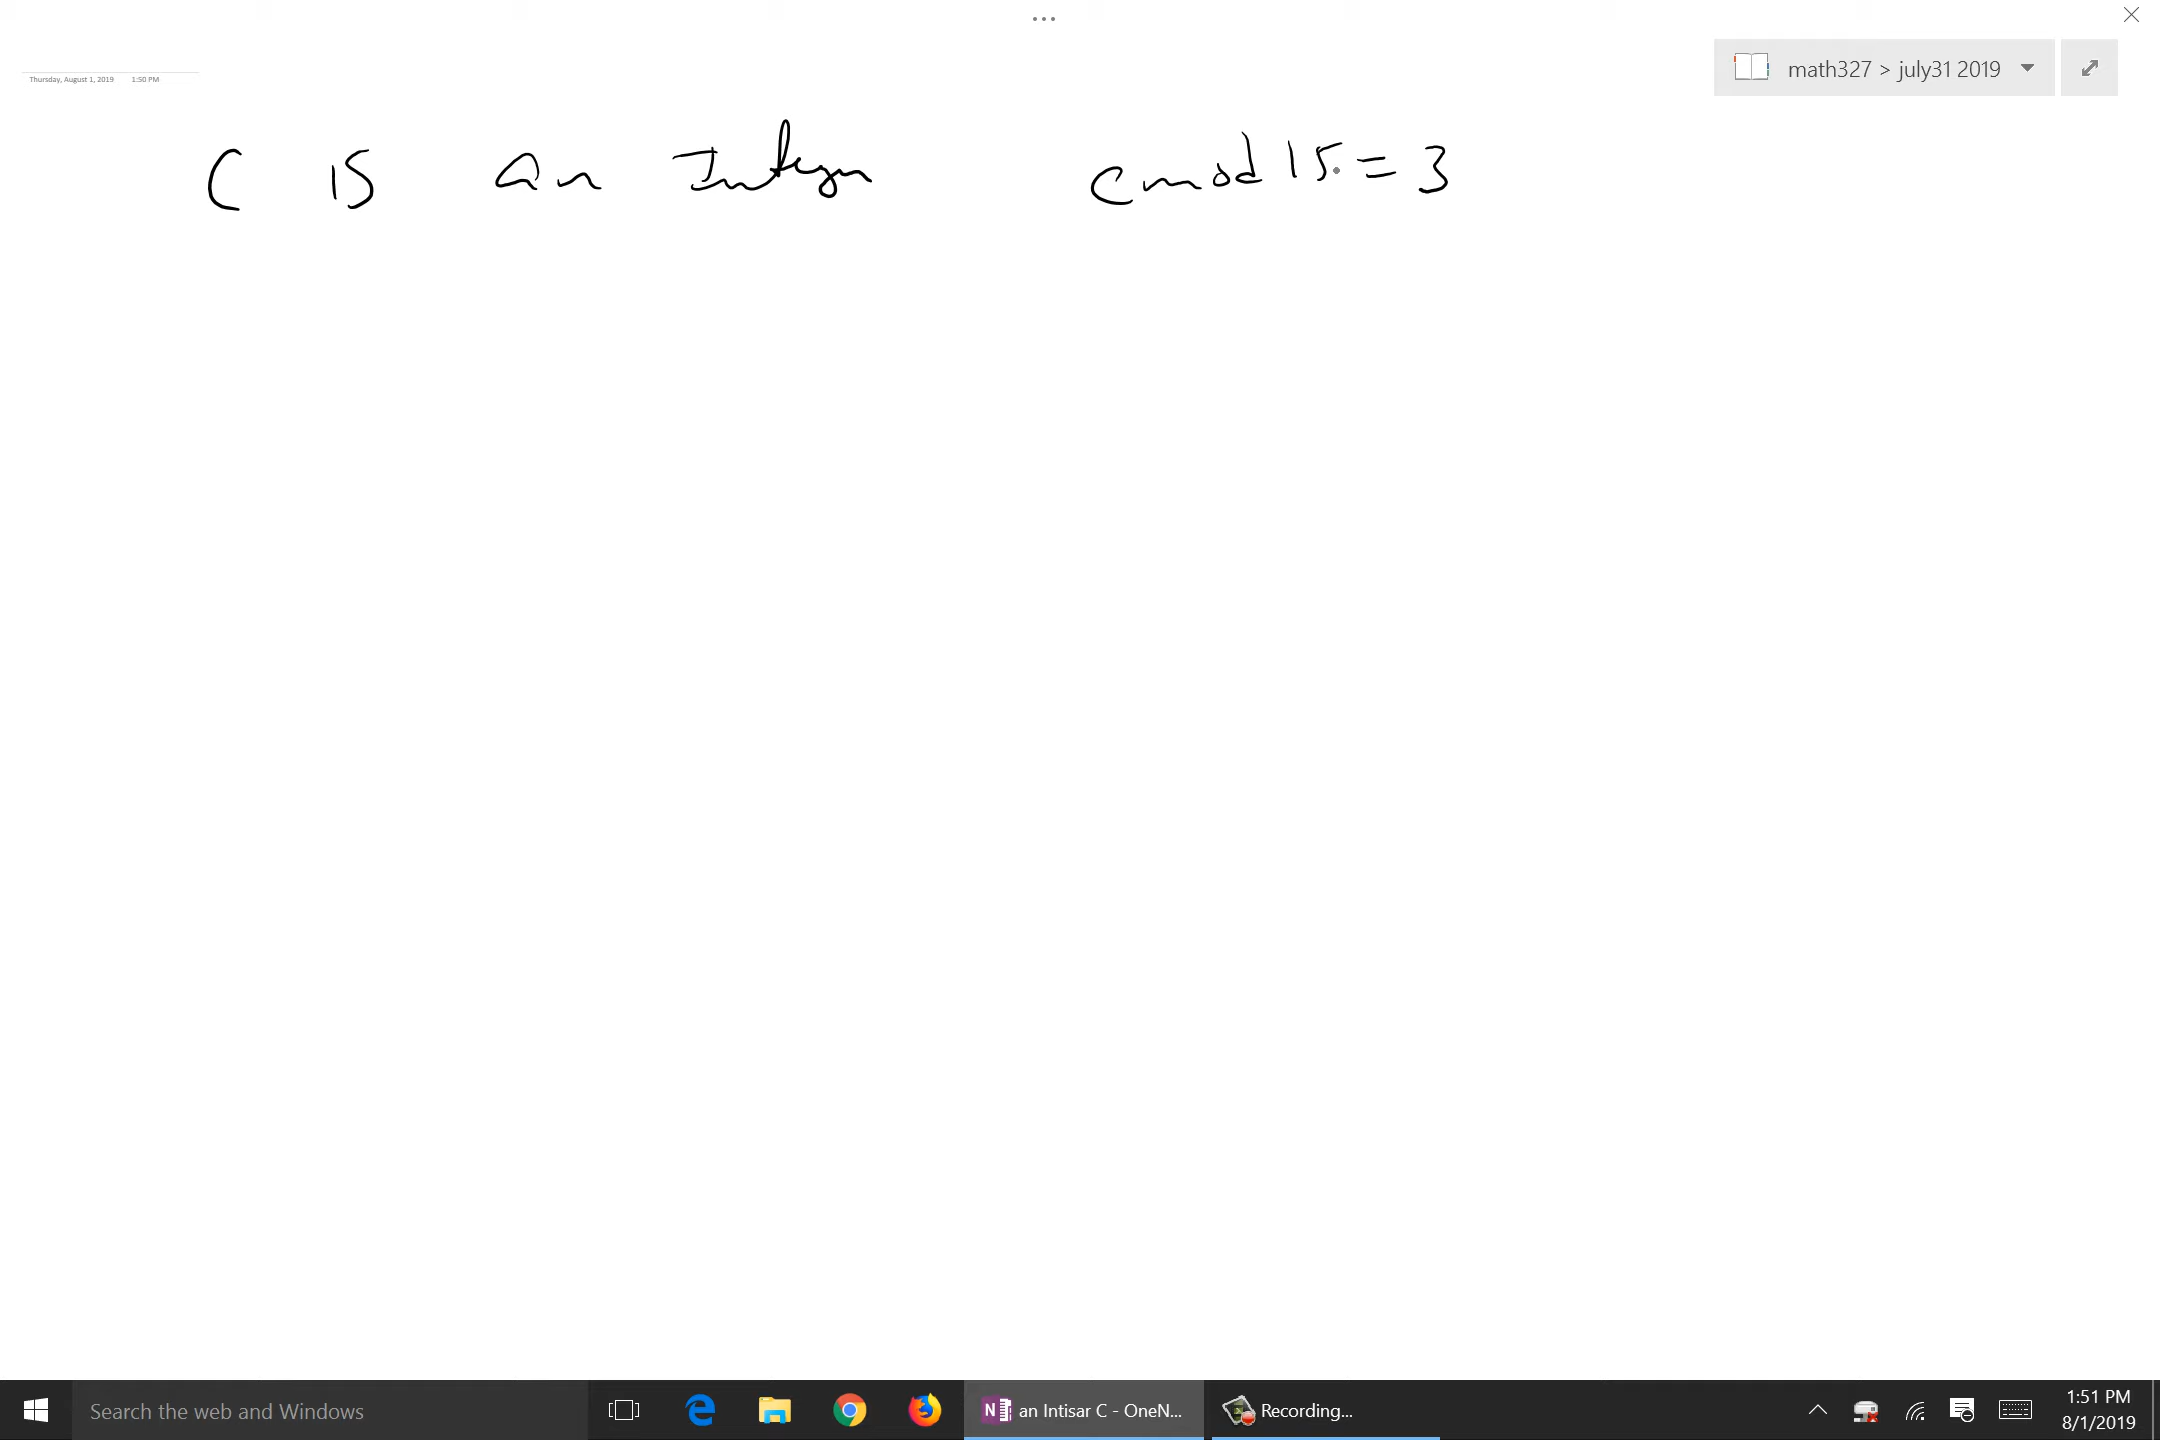 Thursday, August 1, 2019 1:50 PM
math327 > july31 2019
C is an Integer c mod 15 = 3
Search the web and Windows
an Intisar C - OneN...
Recording...
1:51 PM
8/1/2019